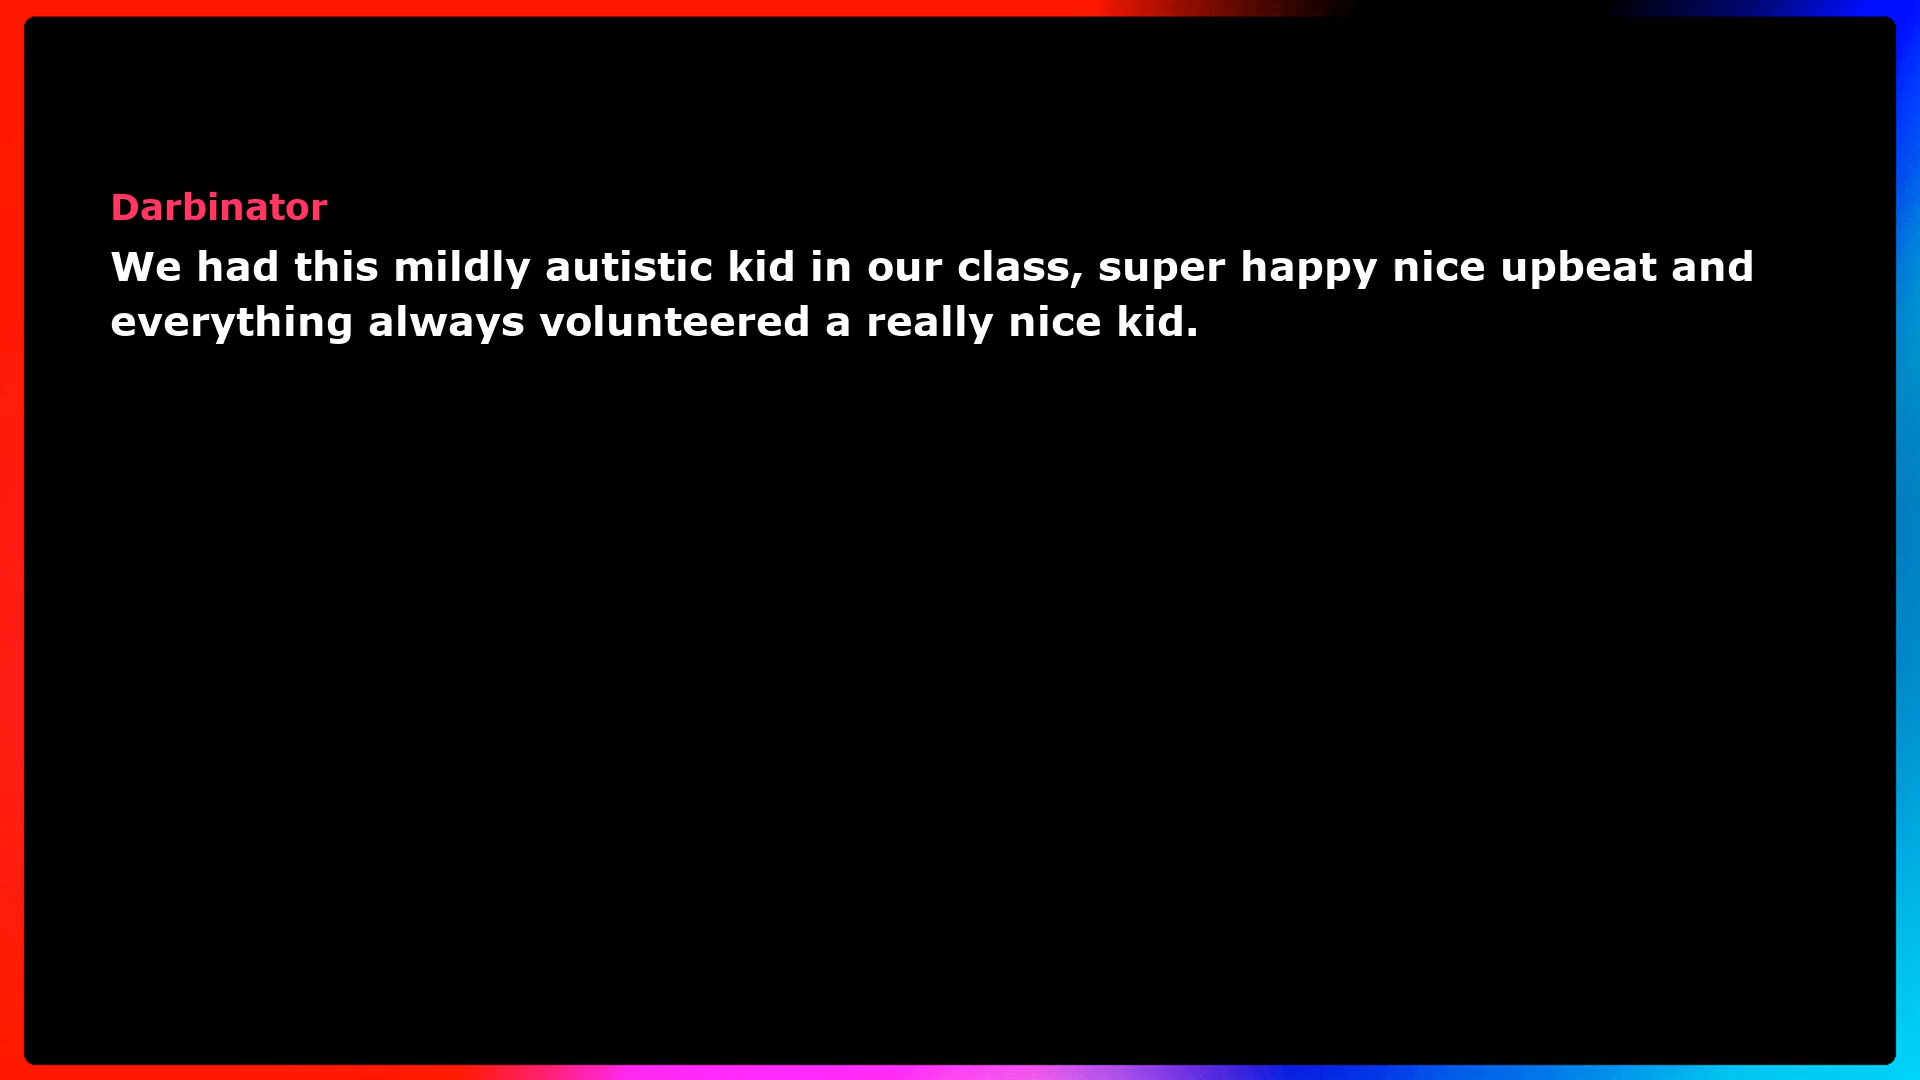 Darbinator
We had this mildly autistic kid in our class, super happy nice upbeat and
everything always volunteered a really nice kid.